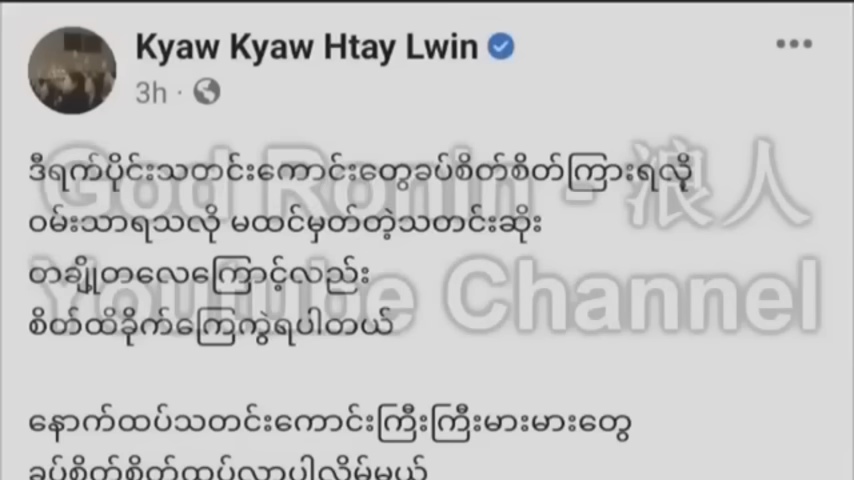 Kyaw Kyaw Htay Lwin
3h
ဒီရက်ပိုင်းသတင်းကောင်းတွေခပ်စိတ်စိတ်ကြားရလို့
ဝမ်းသာရသလို မထင်မှတ်တဲ့သတင်းဆိုး
တချို့တလေကြောင့်လည်း
စိတ်ထိခိုက်ကြေကွဲရပါတယ်
နောက်ထပ်သတင်းကောင်းကြီးကြီးမားမားတွေ
ခပ်စိတ်စိတ်ထပ်လာပါလိမ့်မယ်
God Ronin - 浪人
Youtube Channel